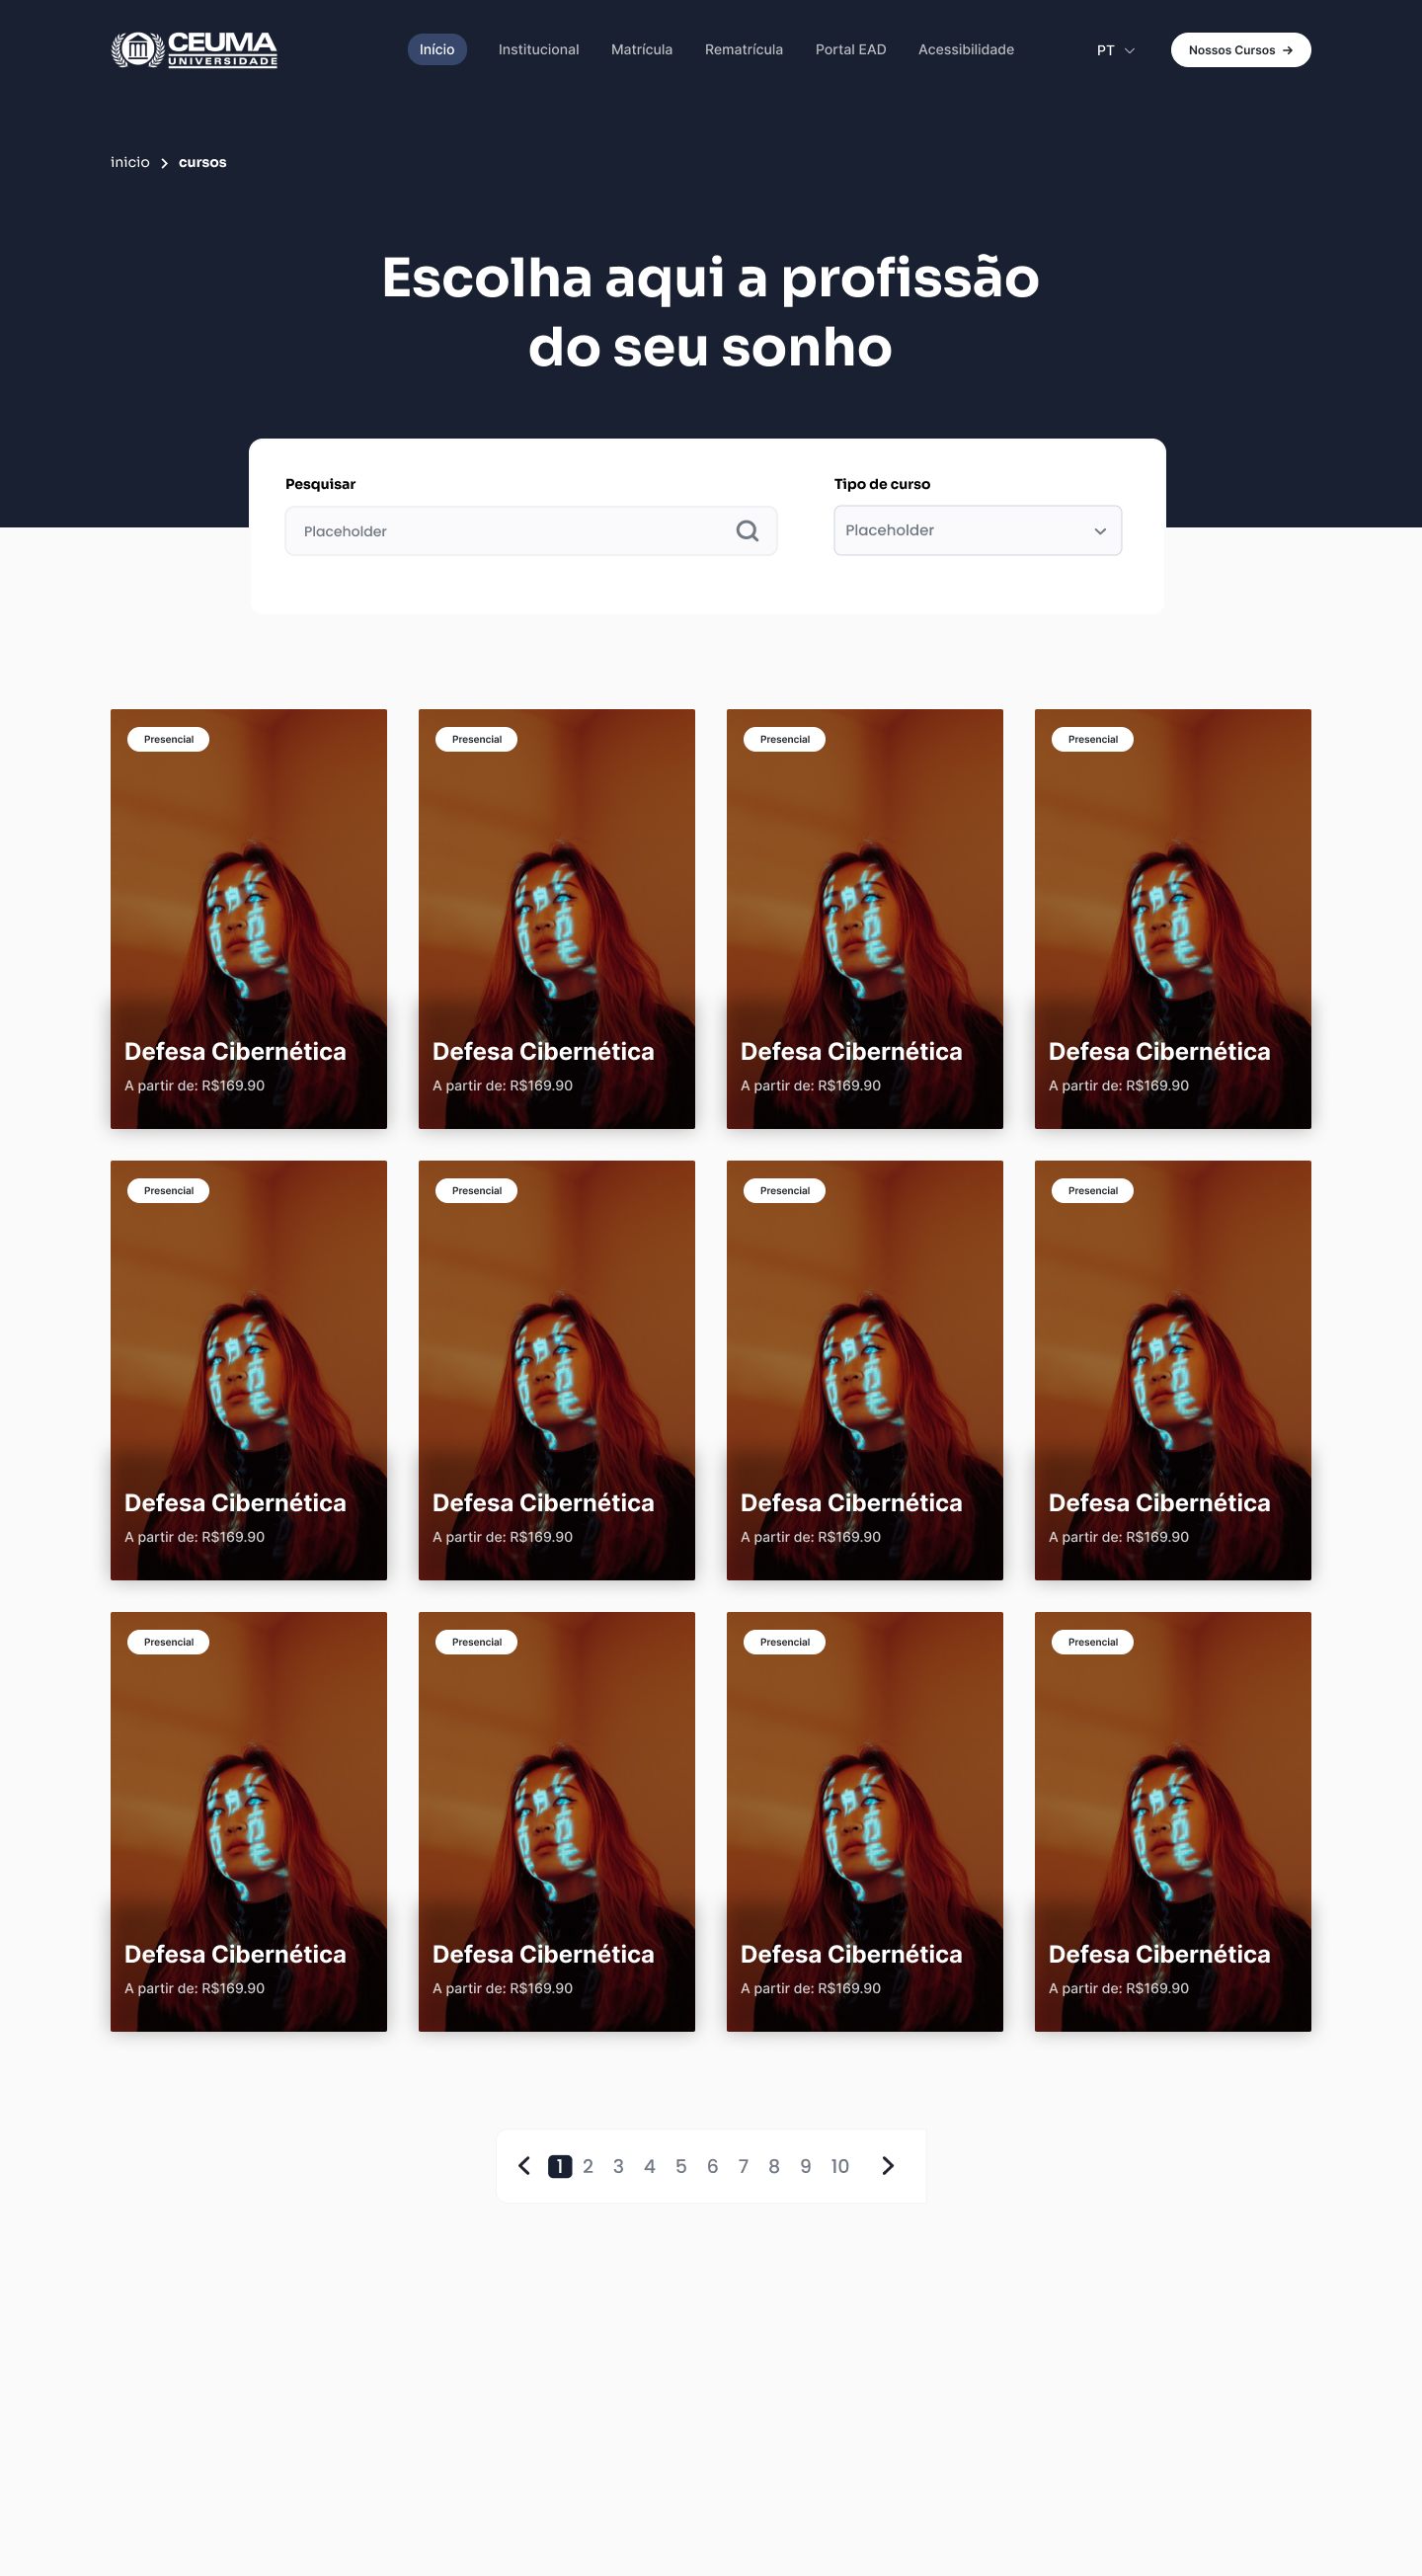 CEUMA
UNIVERSIDADE
Início Institucional Matrícula Rematrícula Portal EAD Acessibilidade PT Nossos Cursos
inicio cursos
Escolha aqui a profissão
do seu sonho
Pesquisar Tipo de curso
Placeholder Placeholder
Presencial Presencial Presencial Presencial
Defesa Cibernética Defesa Cibernética Defesa Cibernética Defesa Cibernética
A partir de: R$169.90 A partir de: R$169.90 A partir de: R$169.90 A partir de: R$169.90
Presencial Presencial Presencial Presencial
Defesa Cibernética Defesa Cibernética Defesa Cibernética Defesa Cibernética
A partir de: R$169.90 A partir de: R$169.90 A partir de: R$169.90 A partir de: R$169.90
Presencial Presencial Presencial Presencial
Defesa Cibernética Defesa Cibernética Defesa Cibernética Defesa Cibernética
A partir de: R$169.90 A partir de: R$169.90 A partir de: R$169.90 A partir de: R$169.90
1 2 3 4 5 6 7 8 9 10